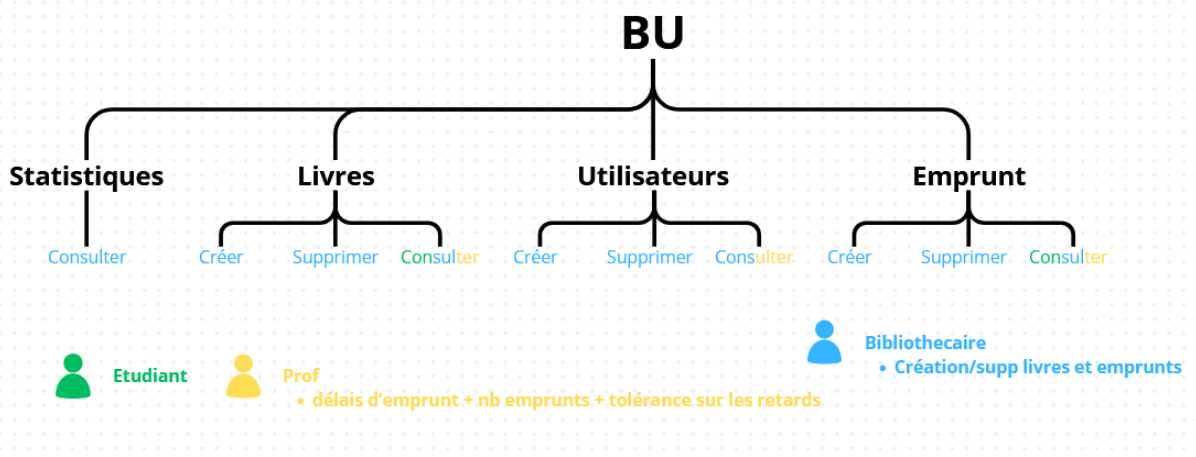 BU
Statistiques
Livres
Utilisateurs
Emprunt
Consulter
Créer
Supprimer
Consulter
Créer
Supprimer
Consulter
Créer
Supprimer
Consulter
Etudiant
Prof
• délais d'emprunt + nb emprunts + tolérance sur les retards
Bibliothecaire
• Création/supp livres et emprunts